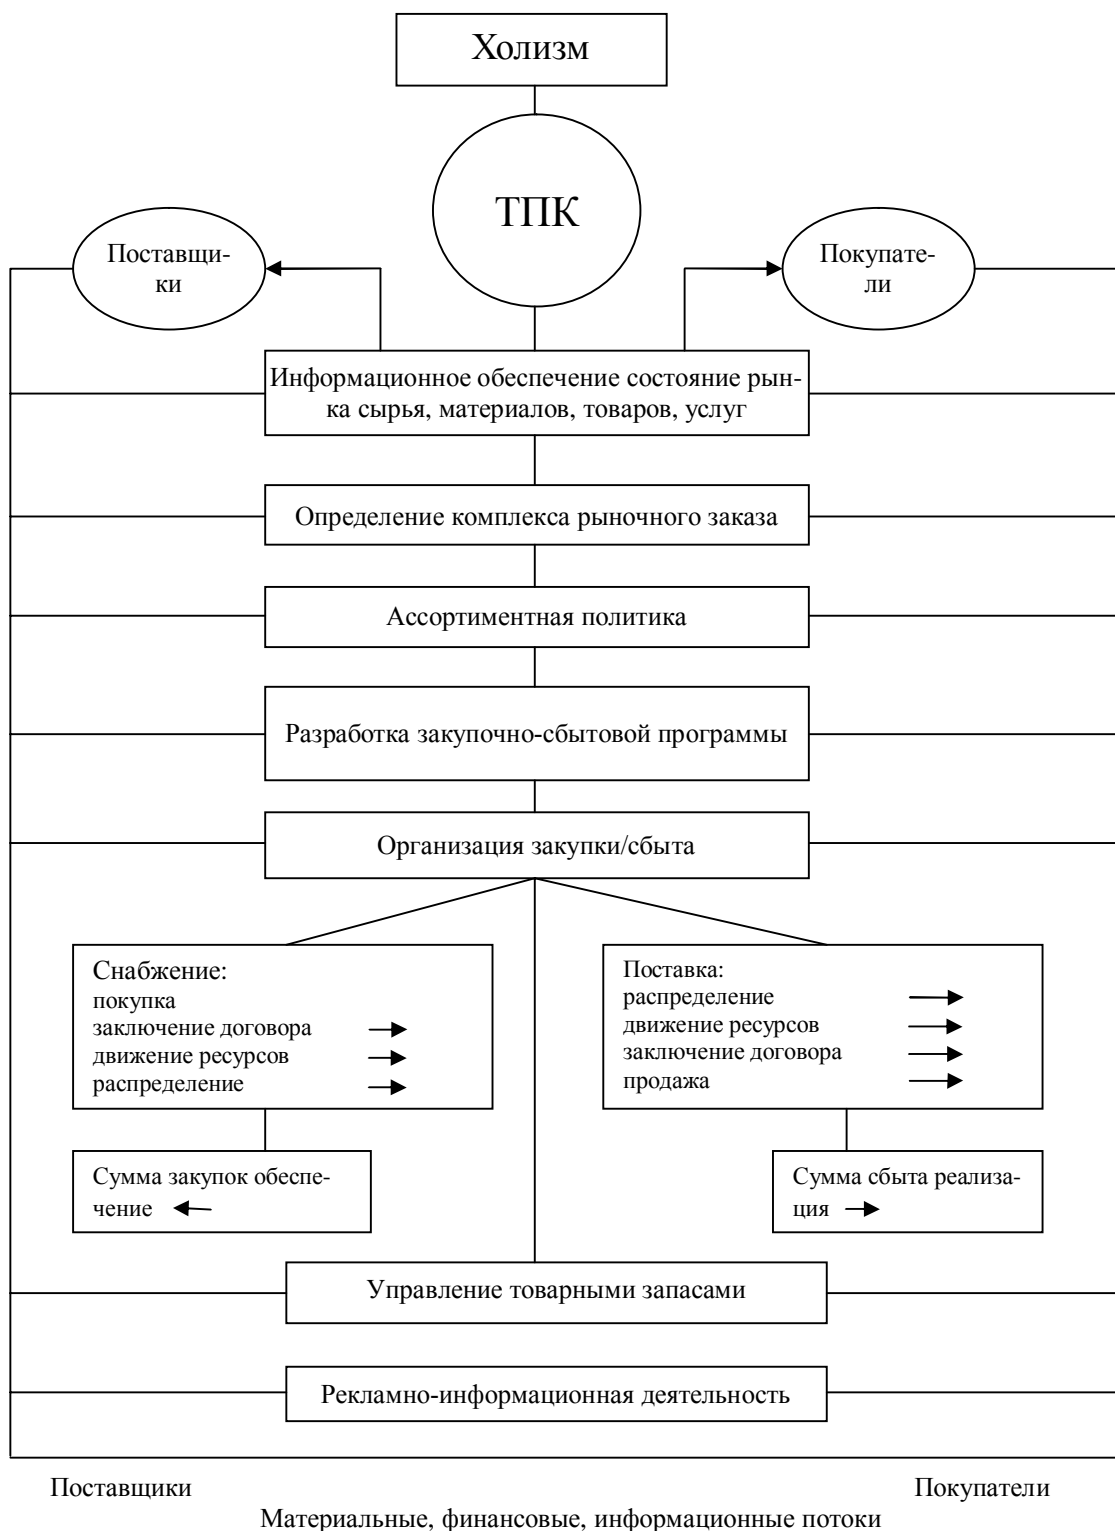 Холизм
ТПК
Поставщи-
ки
Покупате-
ли
Информационное обеспечение состояние рын-
ка сырья, материалов, товаров, услуг
Определение комплекса рыночного заказа
Ассортиментная политика
Разработка закупочно-сбытовой программы
Организация закупки/сбыта
Снабжение:
покупка
заключение договора
движение ресурсов
распределение
Поставка:
распределение
движение ресурсов
заключение договора
продажа
Сумма закупок обеспе-
чение
Сумма сбыта реализа-
ция
Управление товарными запасами
Рекламно-информационная деятельность
Поставщики
Покупатели
Материальные, финансовые, информационные потоки